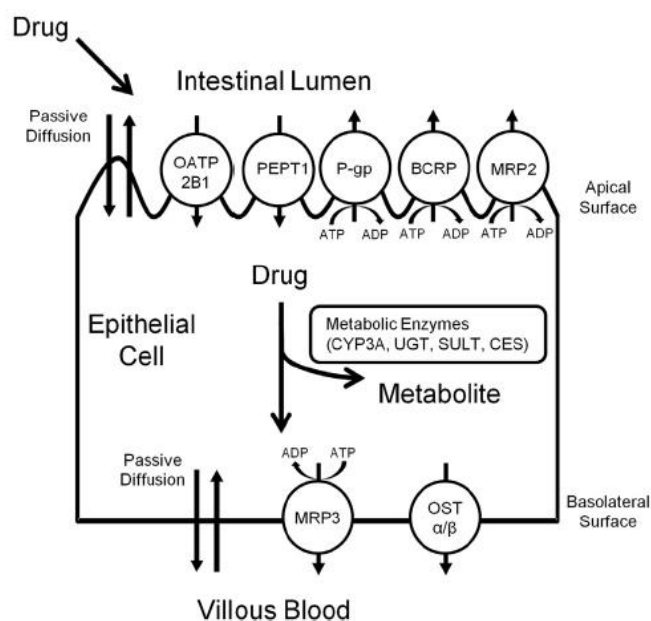 Drug
Intestinal Lumen
Passive
Diffusion
OATP
2B1
PEPT1
P-gp
BCRP
MRP2
Apical
Surface
ATP
ADP
ATP
ADP
ATP
ADP
Drug
Epithelial
Cell
Metabolic Enzymes
(CYP3A, UGT, SULT, CES)
Metabolite
Passive
Diffusion
ADP
ATP
MRP3
OST
α/β
Basolateral
Surface
Villous Blood